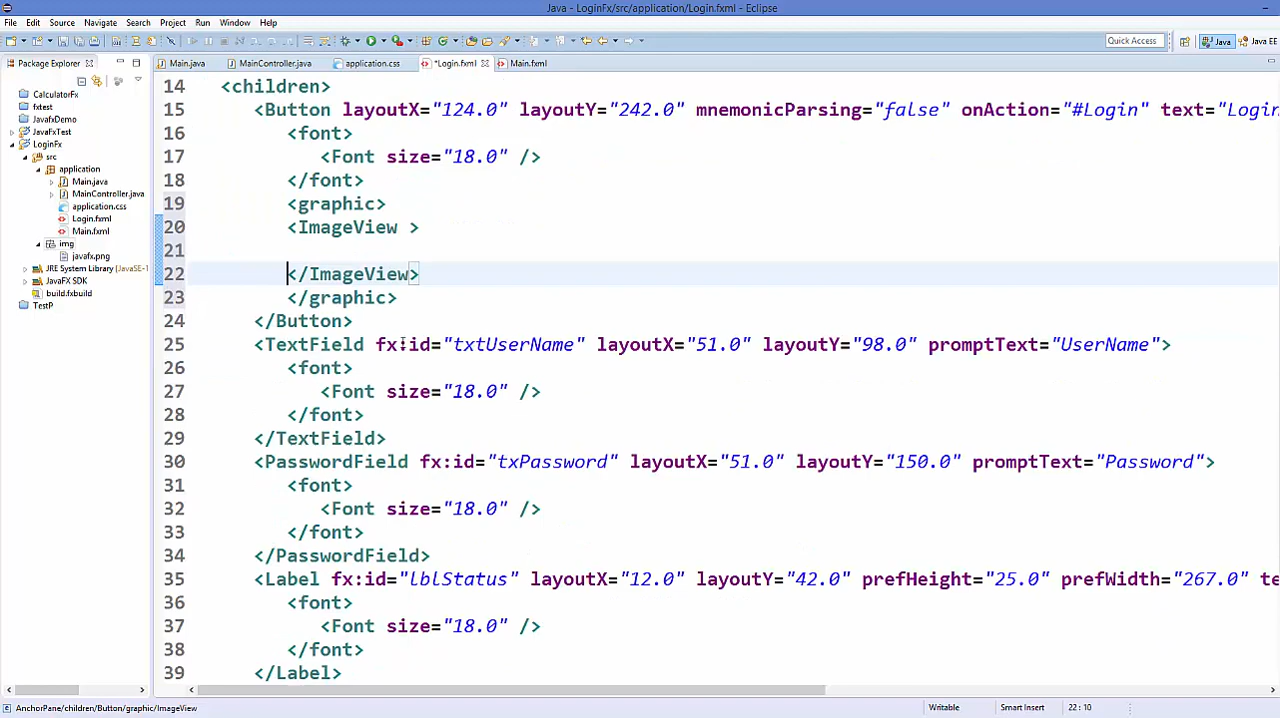 Java - LoginFx/src/application/Login.fxml - Eclipse
File Edit Source Navigate Search Project Run Window Help
Quick Access Java Java EE
Package Explorer Main.java MainController.java application.css *Login.fxml Main.fxml
CalculatorFx
fxtest
JavafxDemo
JavaFxTest
LoginFx
src
application
Main.java
MainController.java
application.css
Login.fxml
Main.fxml
img
javafx.png
JRE System Library [JavaSE-1
JavaFX SDK
build.fxbuild
TestP
14 <children>
15 <Button layoutX="124.0" layoutY="242.0" mnemonicParsing="false" onAction="#Login" text="Login
16 <font>
17 <Font size="18.0" />
18 </font>
19 <graphic>
20 <ImageView >
21
22 </ImageView>
23 </graphic>
24 </Button>
25 <TextField fx:id="txtUserName" layoutX="51.0" layoutY="98.0" promptText="UserName">
26 <font>
27 <Font size="18.0" />
28 </font>
29 </TextField>
30 <PasswordField fx:id="txPassword" layoutX="51.0" layoutY="150.0" promptText="Password">
31 <font>
32 <Font size="18.0" />
33 </font>
34 </PasswordField>
35 <Label fx:id="lblStatus" layoutX="12.0" layoutY="42.0" prefHeight="25.0" prefWidth="267.0" te
36 <font>
37 <Font size="18.0" />
38 </font>
39 </Label>
AnchorPane/children/Button/graphic/ImageView Writable Smart Insert 22 : 10